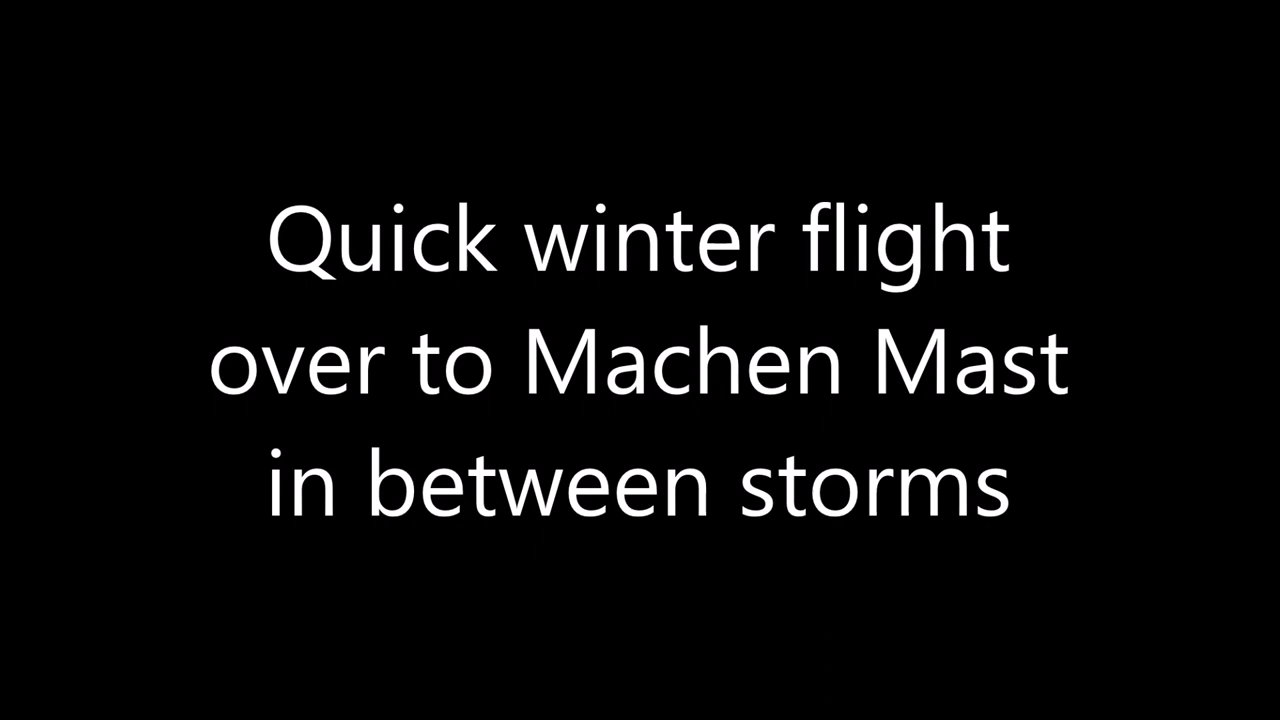 Quick winter flight
over to Machen Mast
in between storms